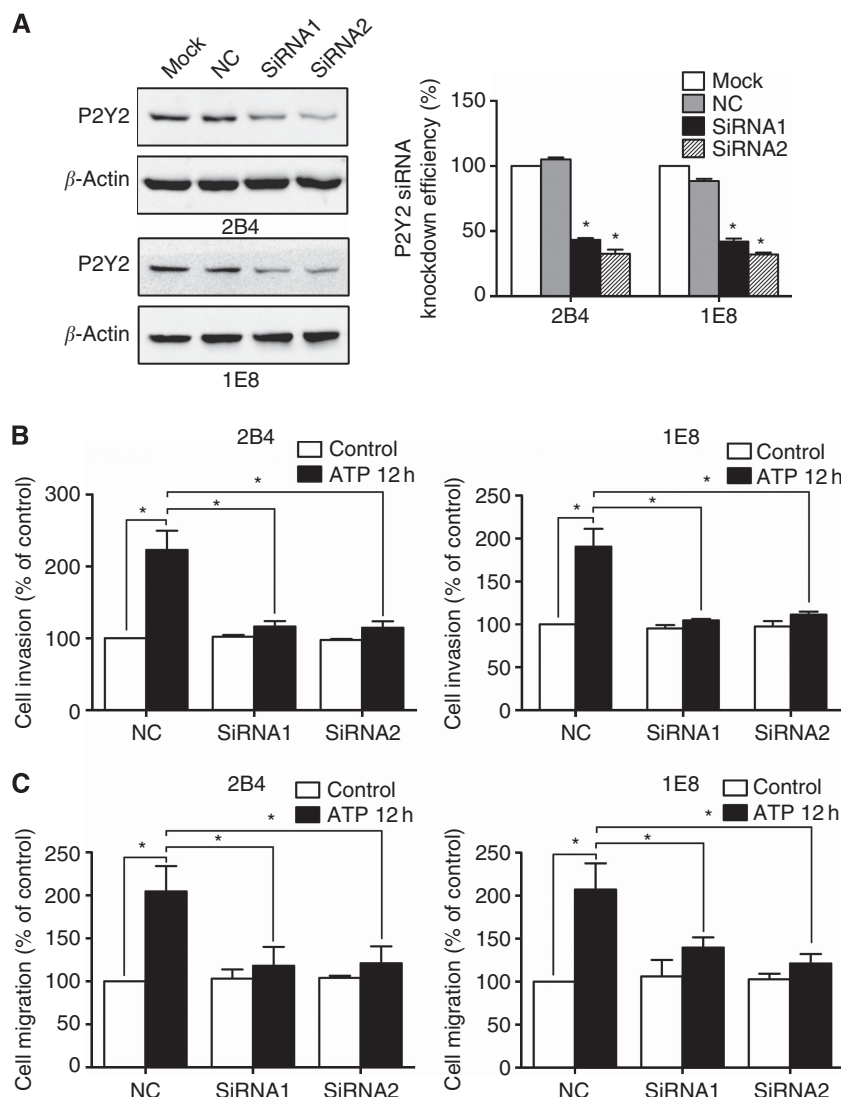 A
Mock NC SiRNA1 SiRNA2
P2Y2
β-Actin
2B4
P2Y2
β-Actin
1E8
P2Y2 siRNA
knockdown efficiency (%)
150
100
50
0
Mock
NC
SiRNA1
SiRNA2
* * * *
2B4 1E8
B
2B4
Control
ATP 12 h
Cell invasion (% of control)
300
200
100
0
* * *
NC SiRNA1 SiRNA2
1E8
Control
ATP 12 h
Cell invasion (% of control)
250
200
150
100
50
0
* * *
NC SiRNA1 SiRNA2
C
2B4
Control
ATP 12 h
Cell migration (% of control)
250
200
150
100
50
0
* * *
NC SiRNA1 SiRNA2
1E8
Control
ATP 12 h
Cell migration (% of control)
250
200
150
100
50
0
* * *
NC SiRNA1 SiRNA2